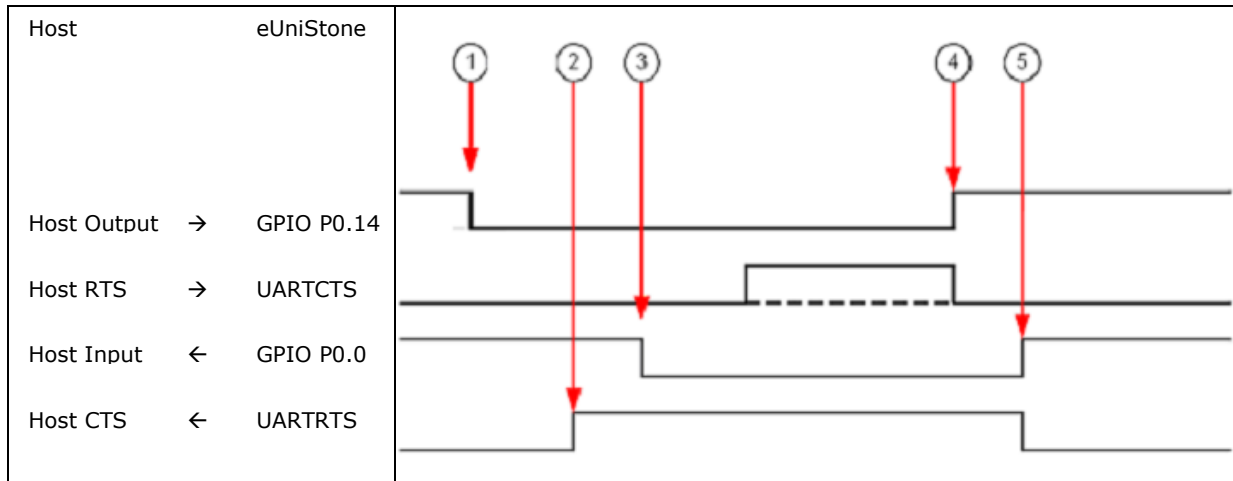 Host eUniStone
1 2 3 4 5
Host Output → GPIO P0.14
Host RTS → UARTCTS
Host Input ← GPIO P0.0
Host CTS ← UARTRTS